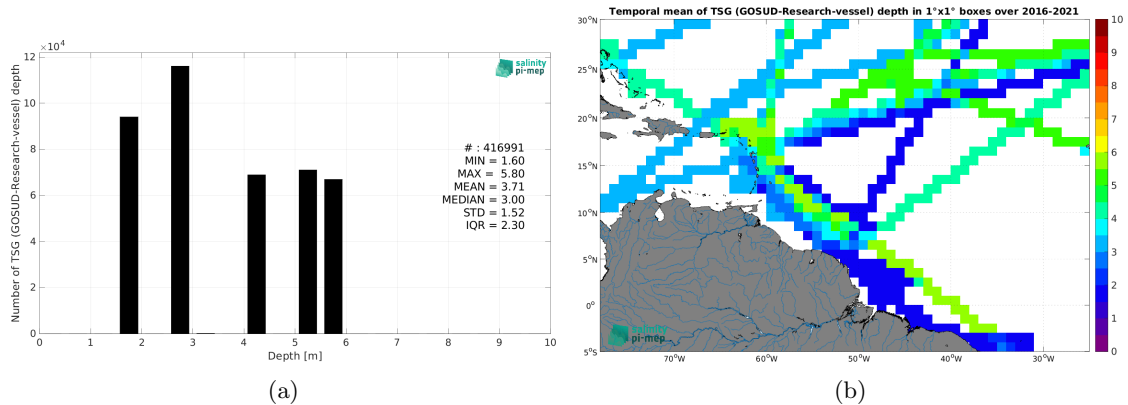 ×10⁴
12
10
8
6
4
2
0
Number of TSG (GOSUD-Research-vessel) depth
salinity
pi-mep
# : 416991
MIN = 1.60
MAX = 5.80
MEAN = 3.71
MEDIAN = 3.00
STD = 1.52
IQR = 2.30
0 1 2 3 4 5 6 7 8 9 10
Depth [m]
(a)
Temporal mean of TSG (GOSUD-Research-vessel) depth in 1°x1° boxes over 2016-2021
30°N
25°N
20°N
15°N
10°N
5°N
0°
5°S
70°W 60°W 50°W 40°W 30°W
salinity
pi-mep
10
9
8
7
6
5
4
3
2
1
0
(b)